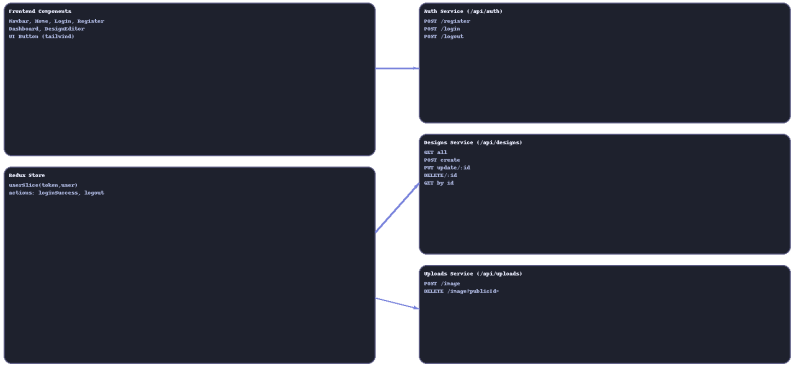 Frontend Components
Navbar, Home, Login, Register
Dashboard, DesignEditor
UI Button (tailwind)
Redux Store
userSlice(token,user)
actions: loginSuccess, logout
Auth Service (/api/auth)
POST /register
POST /login
POST /logout
Designs Service (/api/designs)
GET all
POST create
PUT update/:id
DELETE/:id
GET by id
Uploads Service (/api/uploads)
POST /image
DELETE /image?publicId=